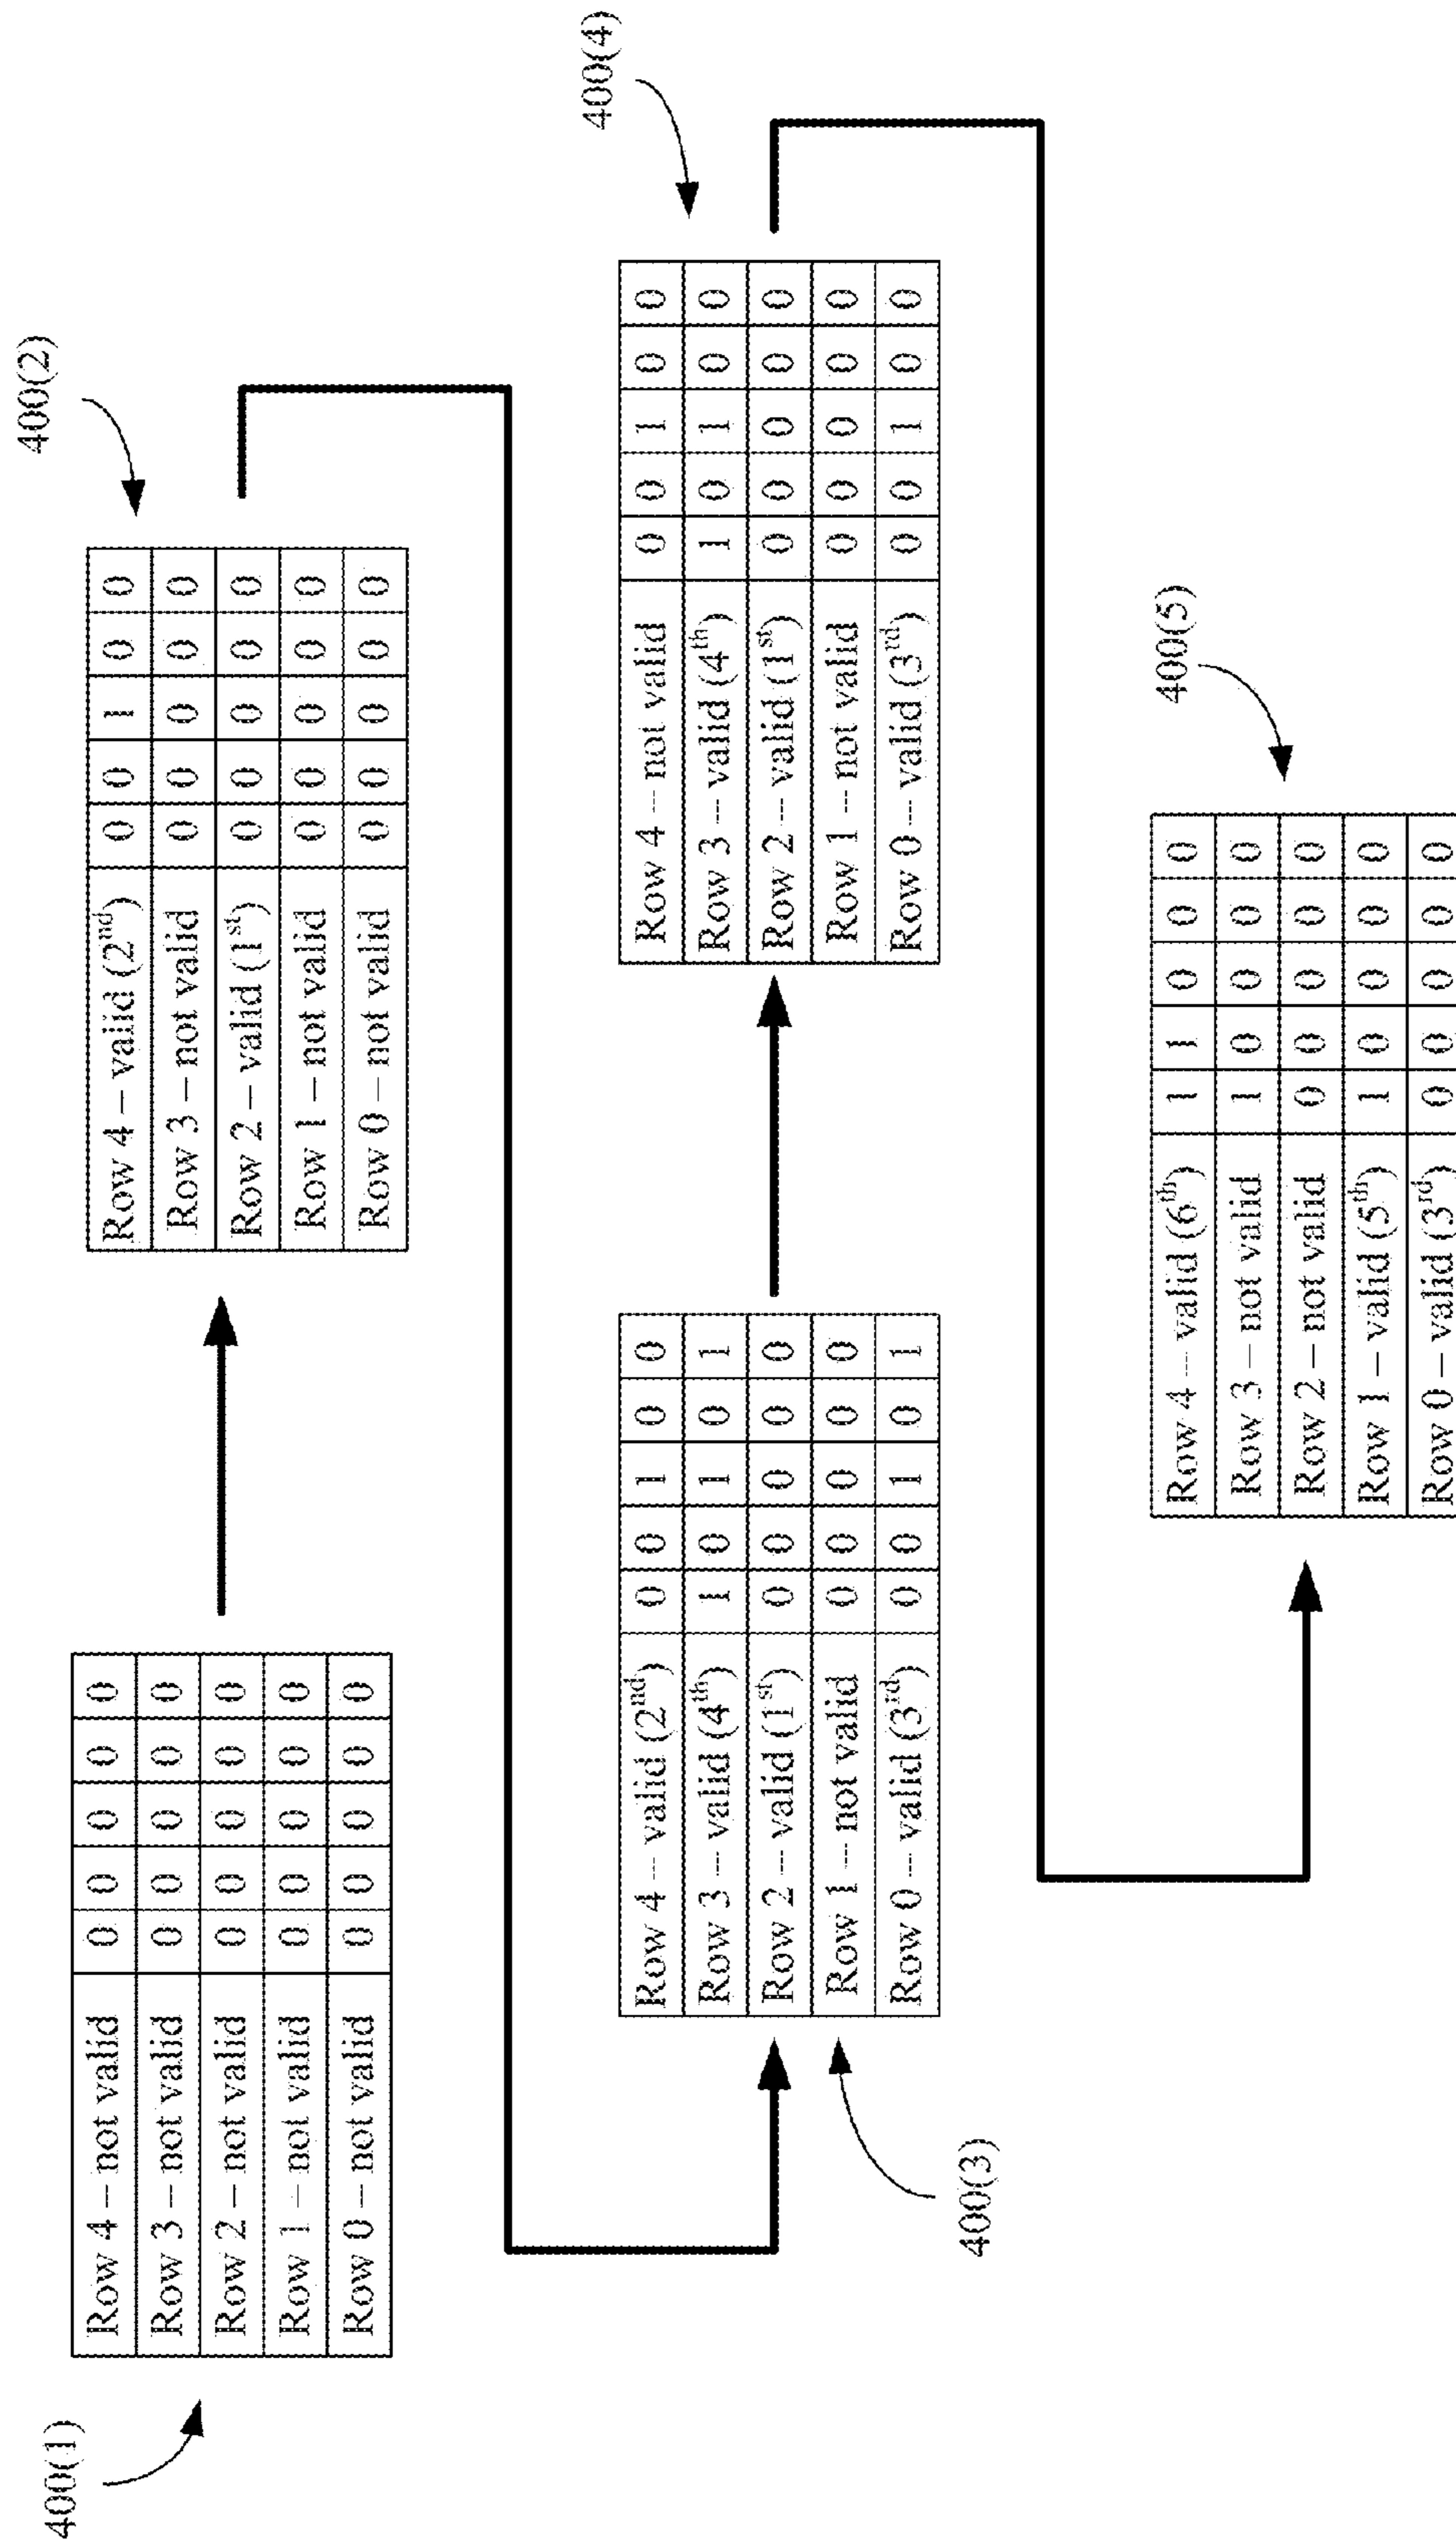 400(1)
Row 4 – not valid 0 0 0 0 0
Row 3 – not valid 0 0 0 0 0
Row 2 – not valid 0 0 0 0 0
Row 1 – not valid 0 0 0 0 0
Row 0 – not valid 0 0 0 0 0
400(2)
Row 4 – valid (2nd) 0 0 1 0 0
Row 3 – not valid 0 0 0 0 0
Row 2 – valid (1st) 0 0 0 0 0
Row 1 – not valid 0 0 0 0 0
Row 0 – not valid 0 0 0 0 0
400(3)
Row 4 – valid (2nd) 0 0 1 0 0
Row 3 – valid (4th) 1 0 1 0 1
Row 2 – valid (1st) 0 0 0 0 0
Row 1 – not valid 0 0 0 0 0
Row 0 – valid (3rd) 0 0 1 0 1
400(4)
Row 4 – not valid 0 0 1 0 0
Row 3 – valid (4th) 1 0 1 0 0
Row 2 – valid (1st) 0 0 0 0 0
Row 1 – not valid 0 0 0 0 0
Row 0 – valid (3rd) 0 0 1 0 0
400(5)
Row 4 – valid (6th) 1 1 0 0 0
Row 3 – not valid 1 0 0 0 0
Row 2 – not valid 0 0 0 0 0
Row 1 – valid (5th) 1 0 0 0 0
Row 0 – valid (3rd) 0 0 0 0 0